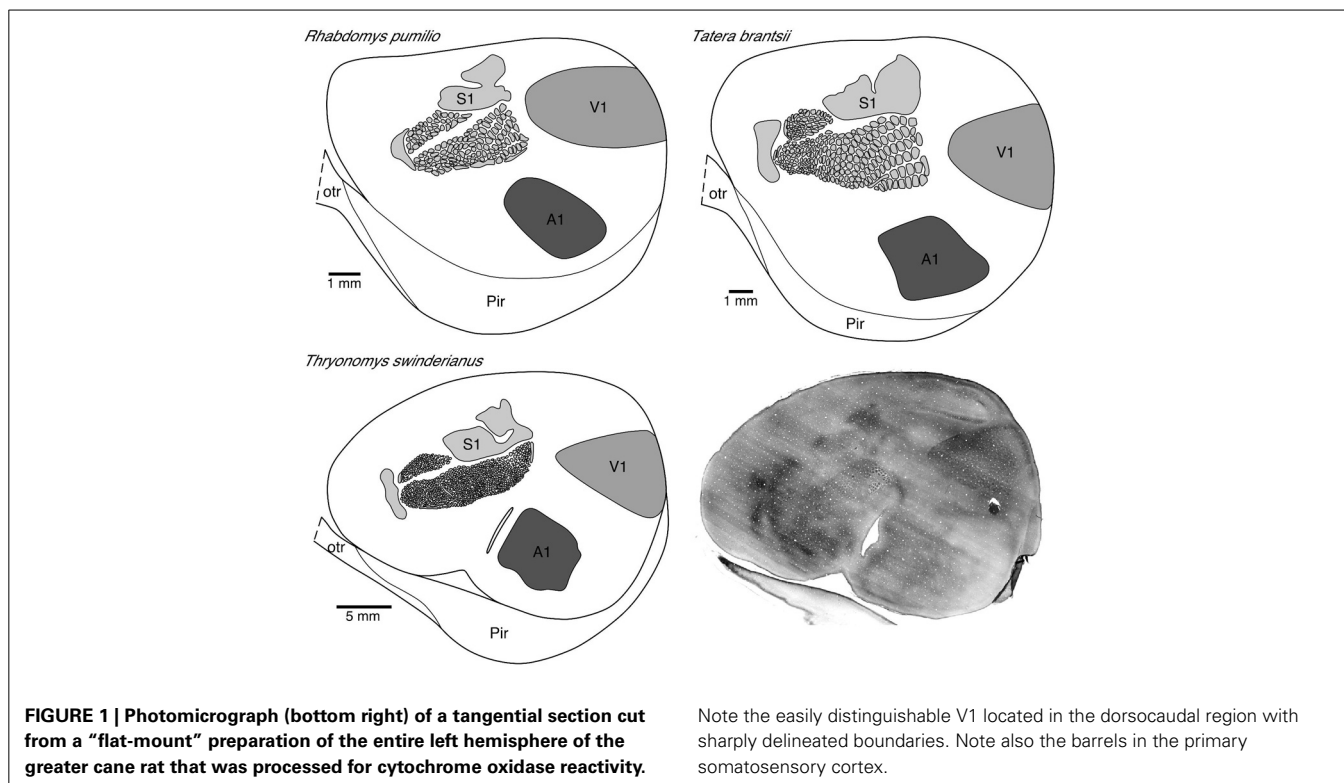 Rhabdomys pumilio
S1
V1
A1
otr
1 mm
Pir
Tatera brantsii
S1
V1
A1
otr
1 mm
Pir
Thryonomys swinderianus
S1
V1
A1
otr
5 mm
Pir
FIGURE 1 | Photomicrograph (bottom right) of a tangential section cut
from a “flat-mount” preparation of the entire left hemisphere of the
greater cane rat that was processed for cytochrome oxidase reactivity.
Note the easily distinguishable V1 located in the dorsocaudal region with
sharply delineated boundaries. Note also the barrels in the primary
somatosensory cortex.